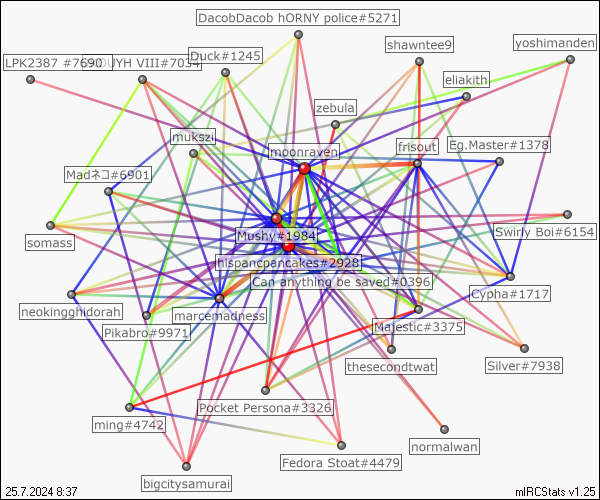 DacobDacob hORNY police#5271
shawntee9
yoshimanden
Duck#1245
LPK2387 #7690
UYH VIII#7034
eliakith
zebula
mukszi
frisout
Eg.Master#1378
moonraven
Madネコ#6901
Swirly Boi#6154
Mushy#1984
somass
hispancpancakes#2928
Can anything be saved#0396
Cypha#1717
neokingghidorah
marcemadness
Majestic#3375
Pikabro#9971
thesecondtwat
Silver#7938
Pocket Persona#3326
ming#4742
normalwan
Fedora Stoat#4479
bigcitysamurai
25.7.2024 8:37
mIRCStats v1.25